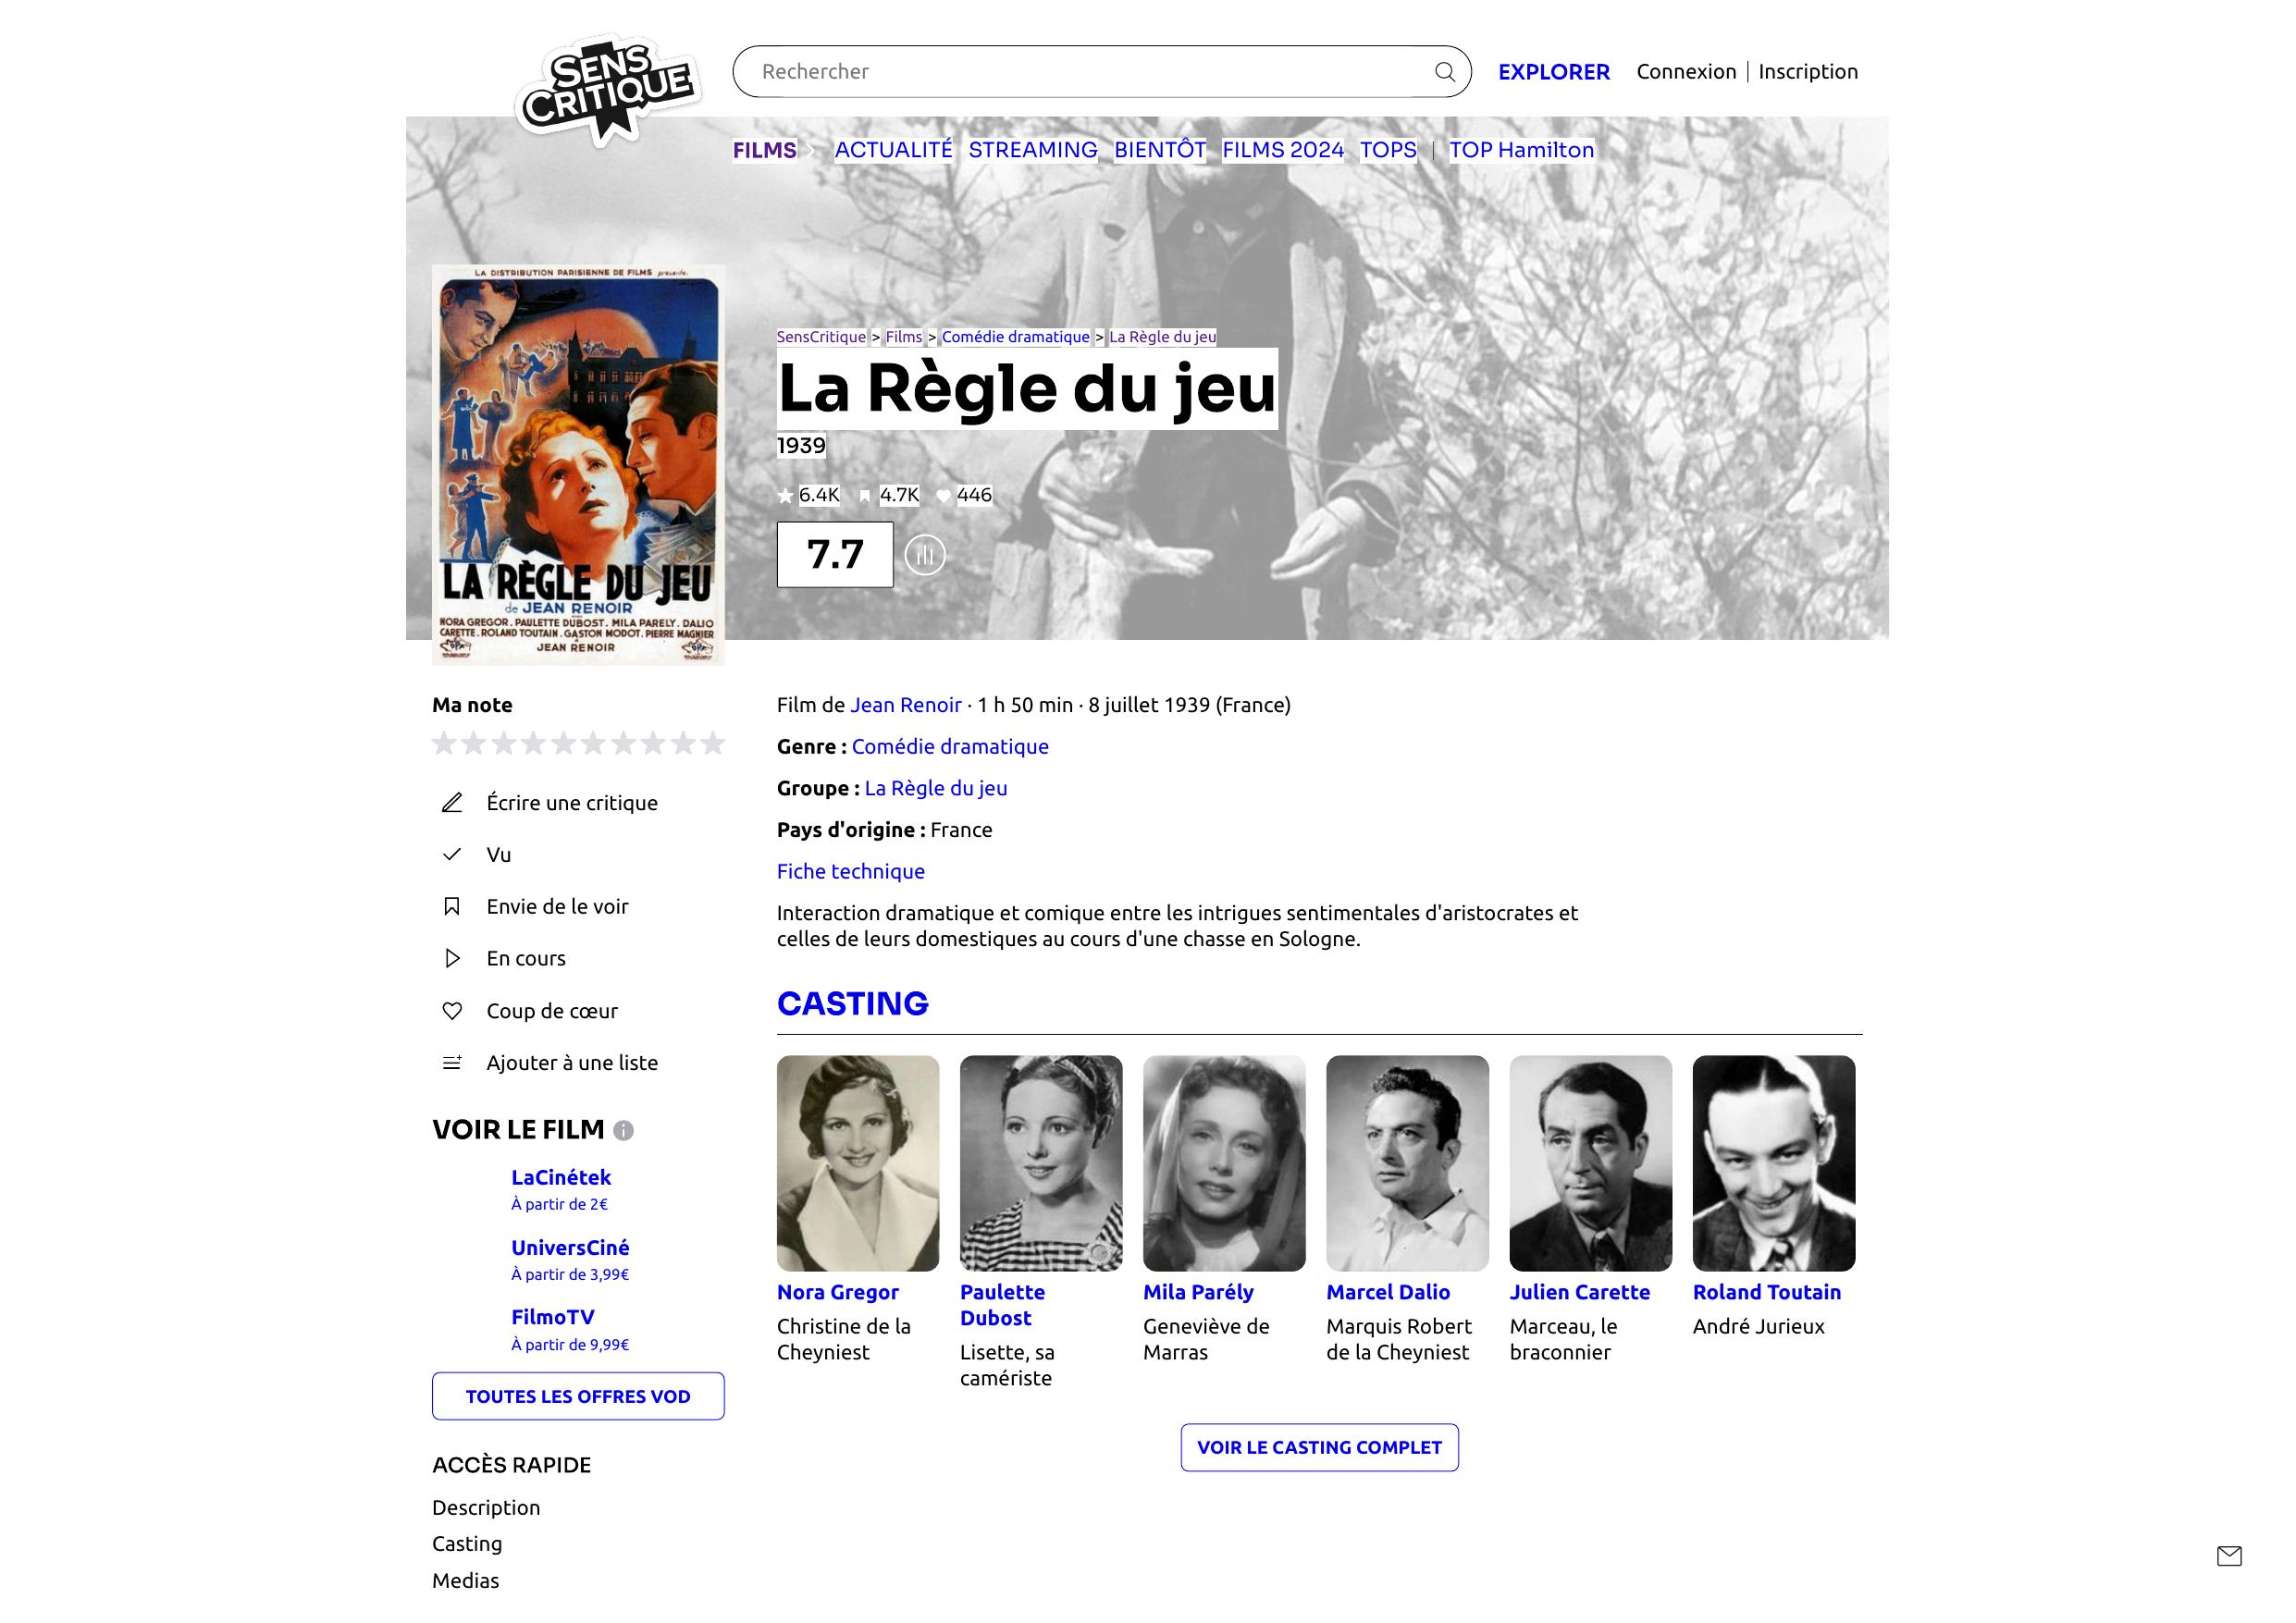 SENS
CRITIQUE
Rechercher
EXPLORER
Connexion | Inscription
FILMS
ACTUALITÉ STREAMING BIENTÔT FILMS 2024 TOPS | TOP Hamilton
LA DISTRIBUTION PARISIENNE DE FILMS présente
LA RÈGLE DU JEU
de JEAN RENOIR
NORA GREGOR. PAULETTE DUBOST. MILA PARELY. DALIO
CARETTE. ROLAND TOUTAIN. GASTON MODOT. PIERRE MAGNIER
JEAN RENOIR
SensCritique > Films > Comédie dramatique > La Règle du jeu
La Règle du jeu
1939
6.4K 4.7K 446
7.7
Ma note
Écrire une critique
Vu
Envie de le voir
En cours
Coup de cœur
Ajouter à une liste
VOIR LE FILM
LaCinétek
À partir de 2€
UniversCiné
À partir de 3,99€
FilmoTV
À partir de 9,99€
TOUTES LES OFFRES VOD
ACCÈS RAPIDE
Description
Casting
Medias
Film de Jean Renoir · 1 h 50 min · 8 juillet 1939 (France)
Genre : Comédie dramatique
Groupe : La Règle du jeu
Pays d'origine : France
Fiche technique
Interaction dramatique et comique entre les intrigues sentimentales d'aristocrates et
celles de leurs domestiques au cours d'une chasse en Sologne.
CASTING
Nora Gregor
Christine de la
Cheyniest
Paulette
Dubost
Lisette, sa
camériste
Mila Parély
Geneviève de
Marras
Marcel Dalio
Marquis Robert
de la Cheyniest
Julien Carette
Marceau, le
braconnier
Roland Toutain
André Jurieux
VOIR LE CASTING COMPLET